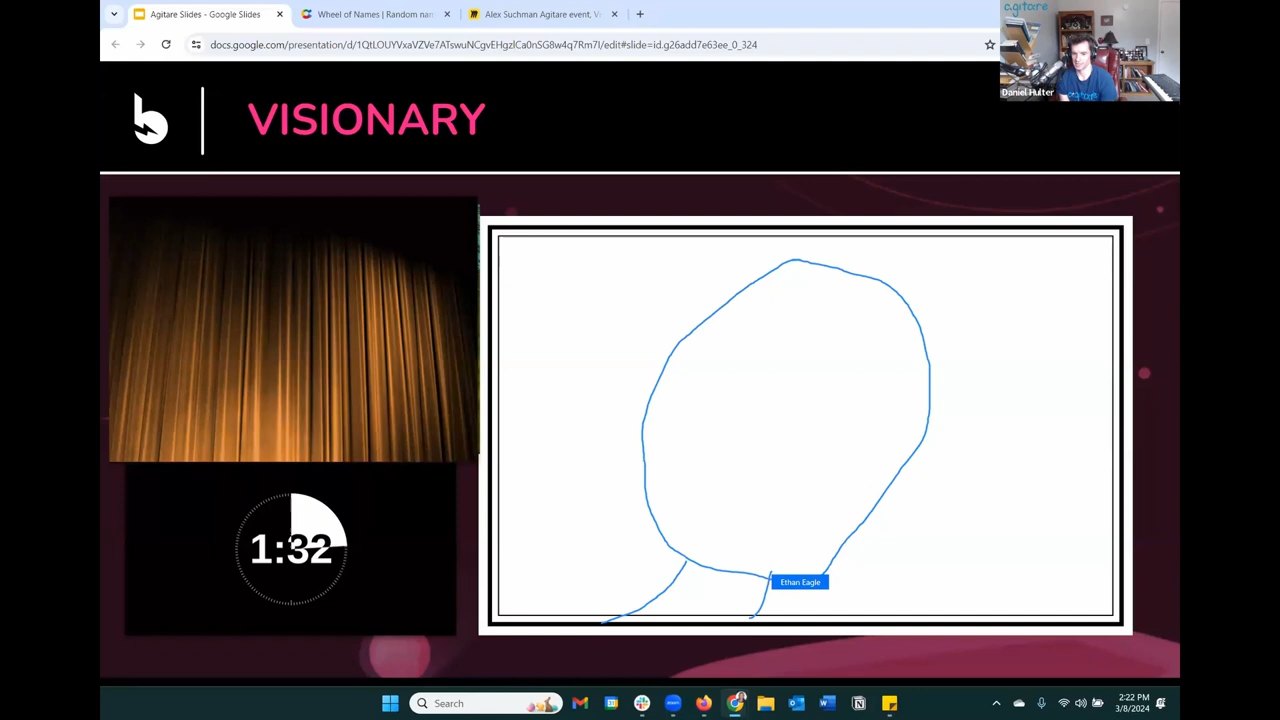 Agitare Slides - Google Slides
Wheel of Names | Random nam
Alex Suchman Agitare event, V
docs.google.com/presentation/d/1QtLOUYVxaVZVe7ATswuNCgvEHgzlCa0nSG8w4q7Rm7I/edit#slide=id.g26add7e63ee_0_324
agitare
Daniel Hulter
VISIONARY
1:32
Ethan Eagle
Search
2:22 PM
3/8/2024